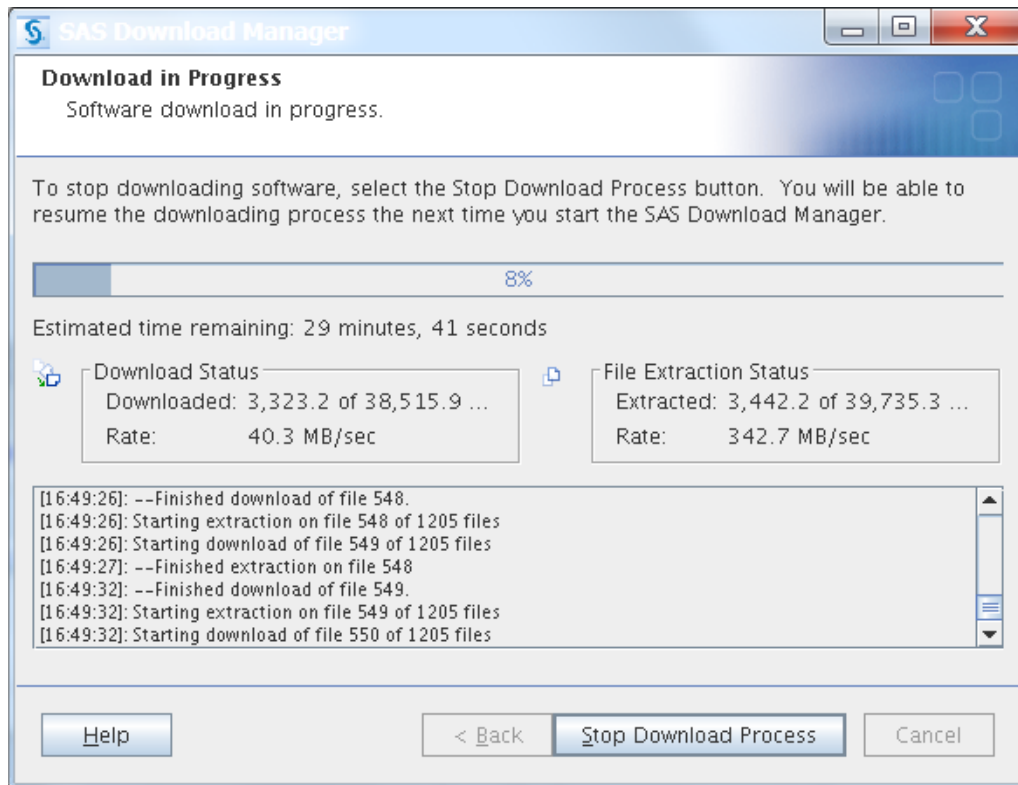 SAS Download Manager
Download in Progress
Software download in progress.
To stop downloading software, select the Stop Download Process button.  You will be able to
resume the downloading process the next time you start the SAS Download Manager.
8%
Estimated time remaining: 29 minutes, 41 seconds
Download Status
Downloaded: 3,323.2 of 38,515.9 ...
Rate: 40.3 MB/sec
File Extraction Status
Extracted: 3,442.2 of 39,735.3 ...
Rate: 342.7 MB/sec
[16:49:26]: --Finished download of file 548.
[16:49:26]: Starting extraction on file 548 of 1205 files
[16:49:26]: Starting download of file 549 of 1205 files
[16:49:27]: --Finished extraction on file 548
[16:49:32]: --Finished download of file 549.
[16:49:32]: Starting extraction on file 549 of 1205 files
[16:49:32]: Starting download of file 550 of 1205 files
Help
< Back
Stop Download Process
Cancel